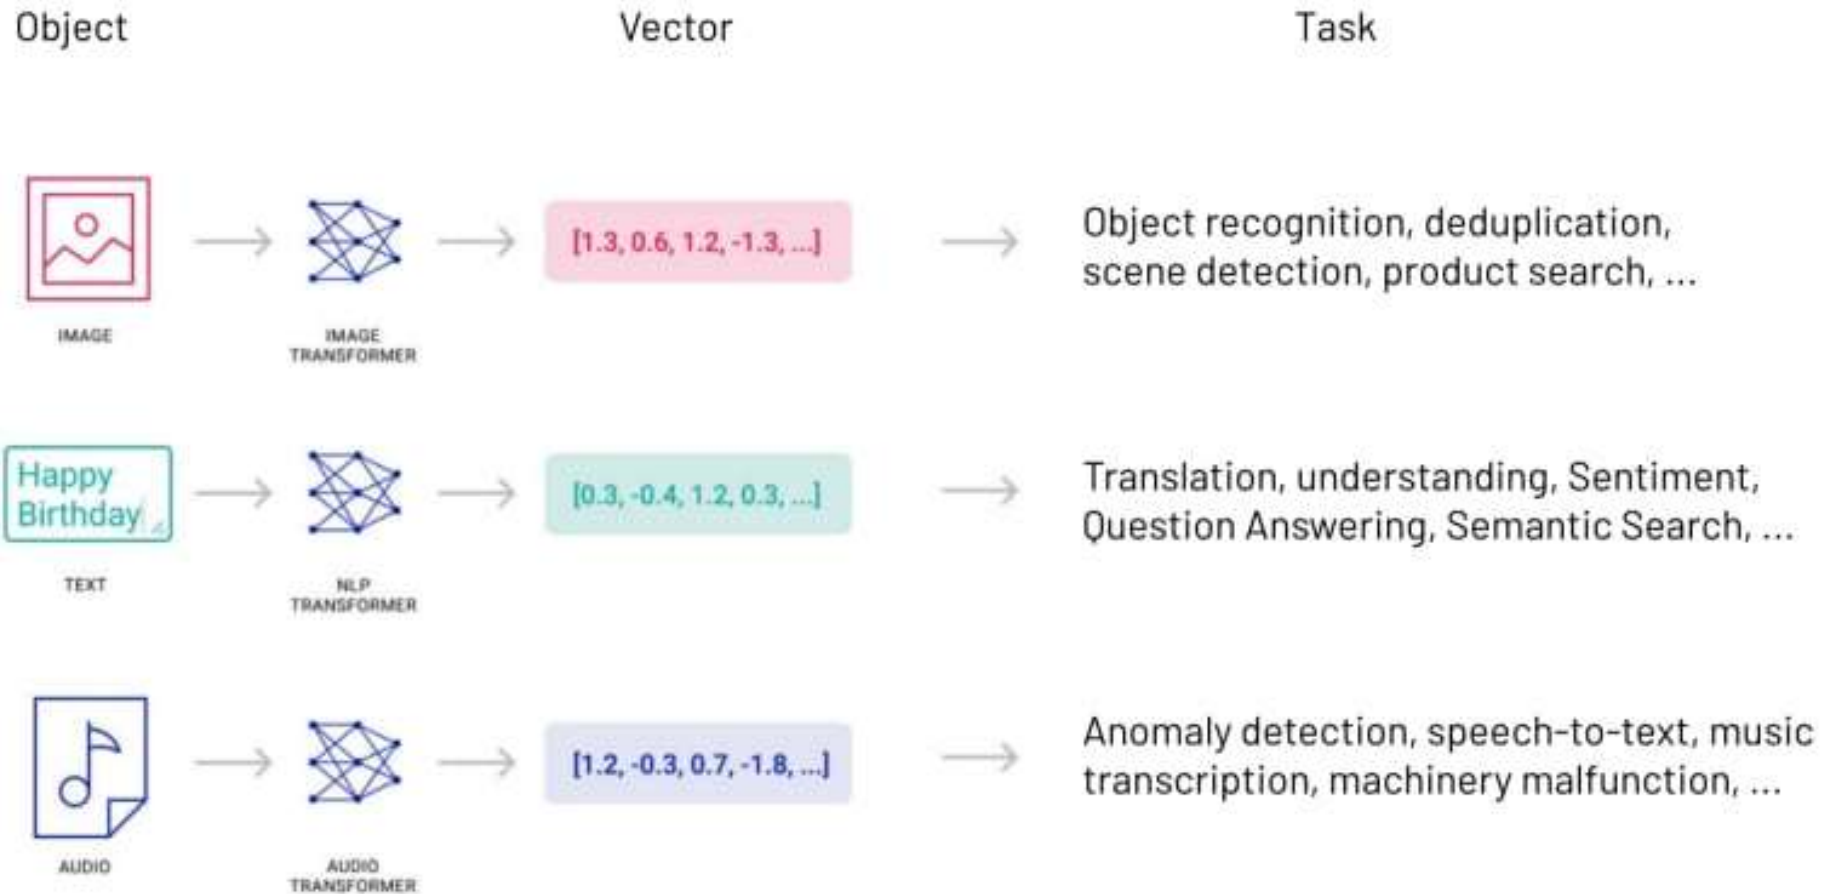 Object
Vector
Task
[1.3, 0.6, 1.2, -1.3, ...]
Object recognition, deduplication,
scene detection, product search, ...
IMAGE
IMAGE
TRANSFORMER
Happy
Birthday
[0.3, -0.4, 1.2, 0.3, ...]
Translation, understanding, Sentiment,
Question Answering, Semantic Search, ...
TEXT
NLP
TRANSFORMER
[1.2, -0.3, 0.7, -1.8, ...]
Anomaly detection, speech-to-text, music
transcription, machinery malfunction, ...
AUDIO
AUDIO
TRANSFORMER